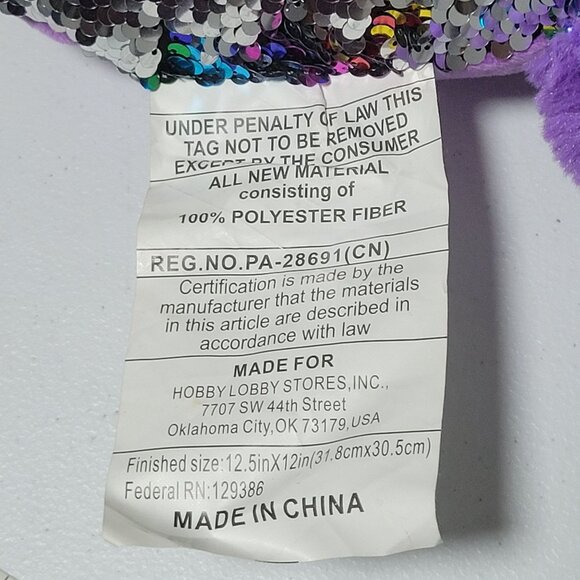 UNDER PENALTY OF LAW THIS
TAG NOT TO BE REMOVED
EXCEPT BY THE CONSUMER
ALL NEW MATERIAL
consisting of
100% POLYESTER FIBER
REG.NO.PA-28691(CN)
Certification is made by the
manufacturer that the materials
in this article are described in
accordance with law
MADE FOR
HOBBY LOBBY STORES,INC.,
7707 SW 44th Street
Oklahoma City,OK 73179,USA
Finished size:12.5inX12in(31.8cmx30.5cm)
Federal RN:129386
MADE IN CHINA